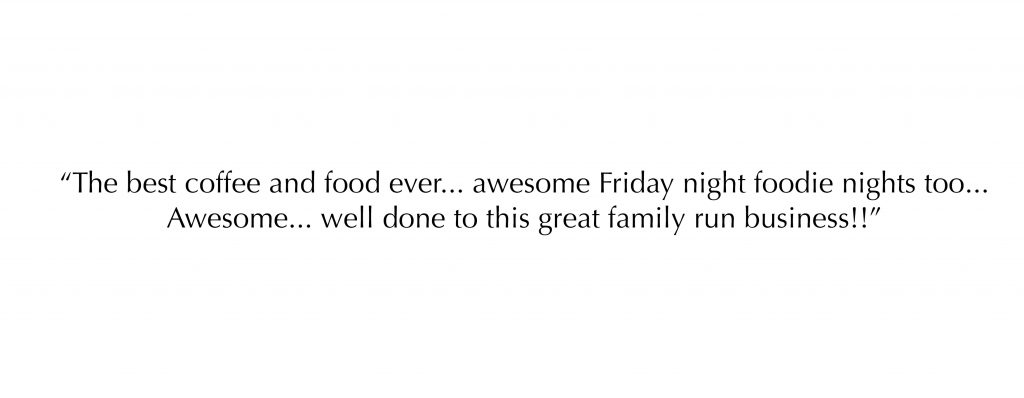 “The best coffee and food ever... awesome Friday night foodie nights too...
Awesome... well done to this great family run business!!”